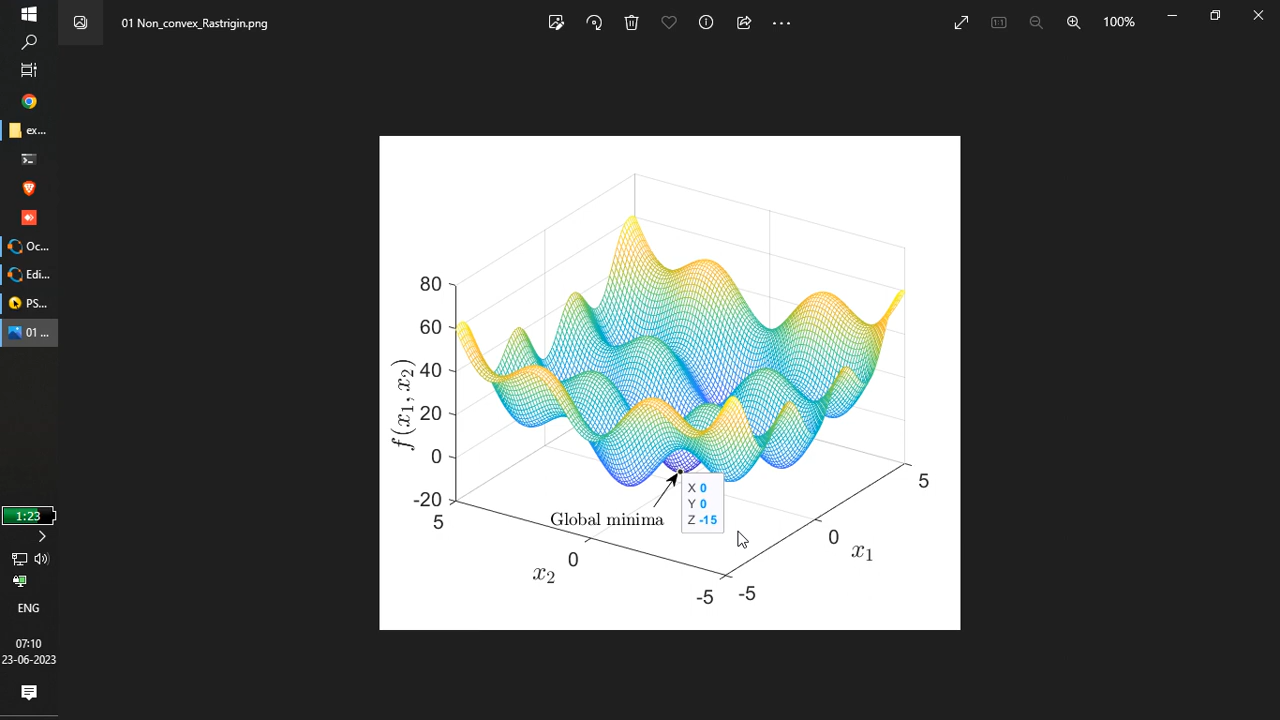 01 Non_convex_Rastrigin.png
100%
1:1
ex...
Oc...
Edi...
PS...
01 ...
1:23
ENG
07:10
23-06-2023
80
60
40
20
0
-20
f(x₁, x₂)
5
0
-5
x₂
-5
0
5
x₁
Global minima
X 0
Y 0
Z -15